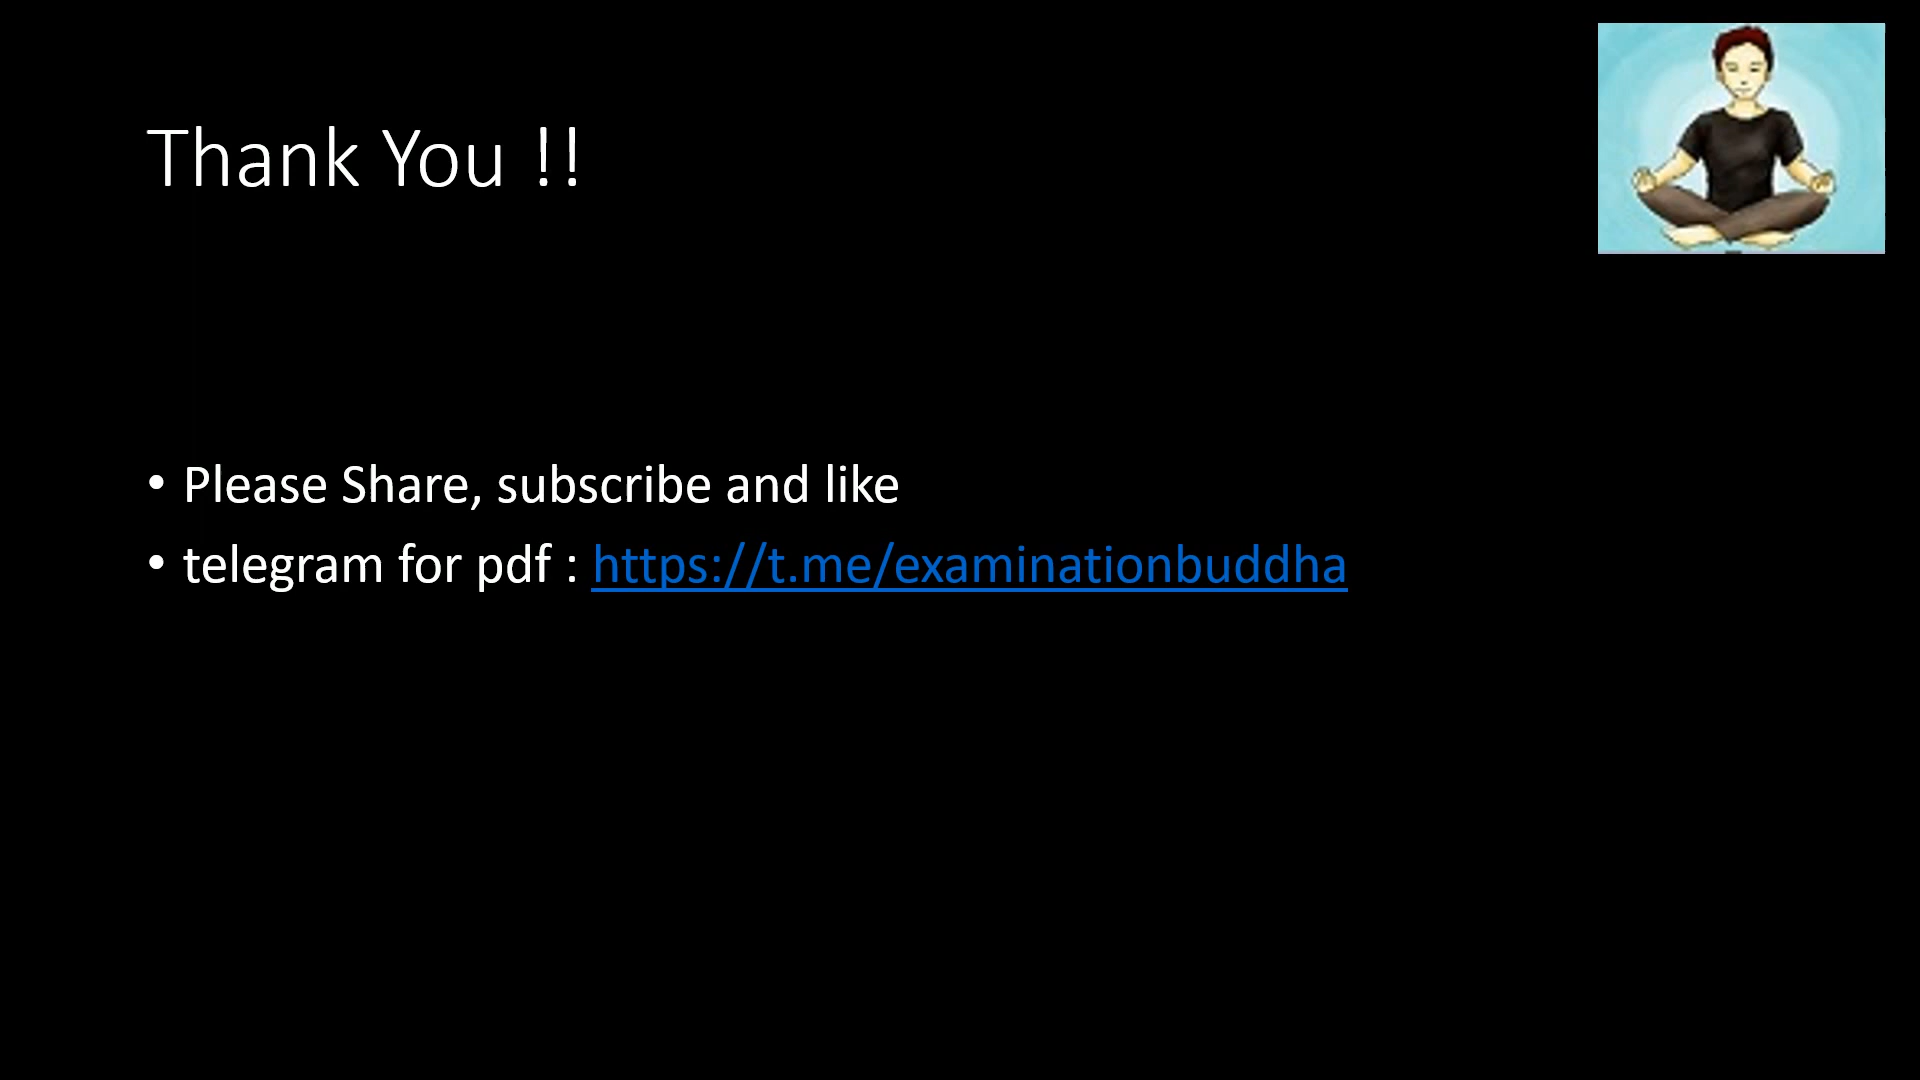 Thank You !!
• Please Share, subscribe and like
• telegram for pdf : https://t.me/examinationbuddha